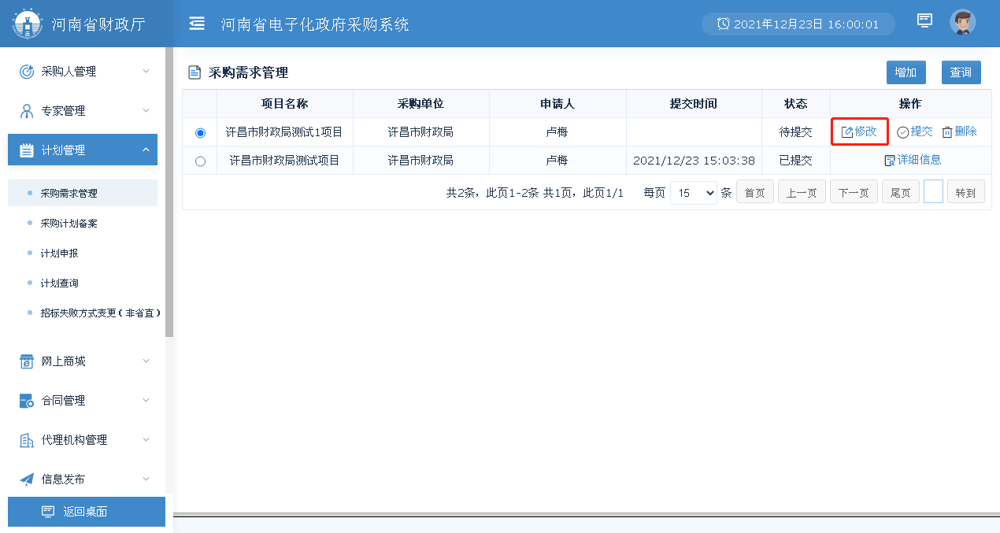 河南省财政厅
河南省电子化政府采购系统
2021年12月23日 16:00:01
采购人管理
专家管理
计划管理
采购需求管理
采购计划备案
计划申报
计划查询
招标失败方式变更(非省直)
网上商城
合同管理
代理机构管理
信息发布
返回桌面
采购需求管理
增加 查询
项目名称 采购单位 申请人 提交时间 状态 操作
许昌市财政局测试1项目 许昌市财政局 卢梅 待提交 修改 提交 删除
许昌市财政局测试项目 许昌市财政局 卢梅 2021/12/23 15:03:38 已提交 详细信息
共2条，此页1-2条 共1页，此页1/1 每页 15 条 首页 上一页 下一页 尾页 转到